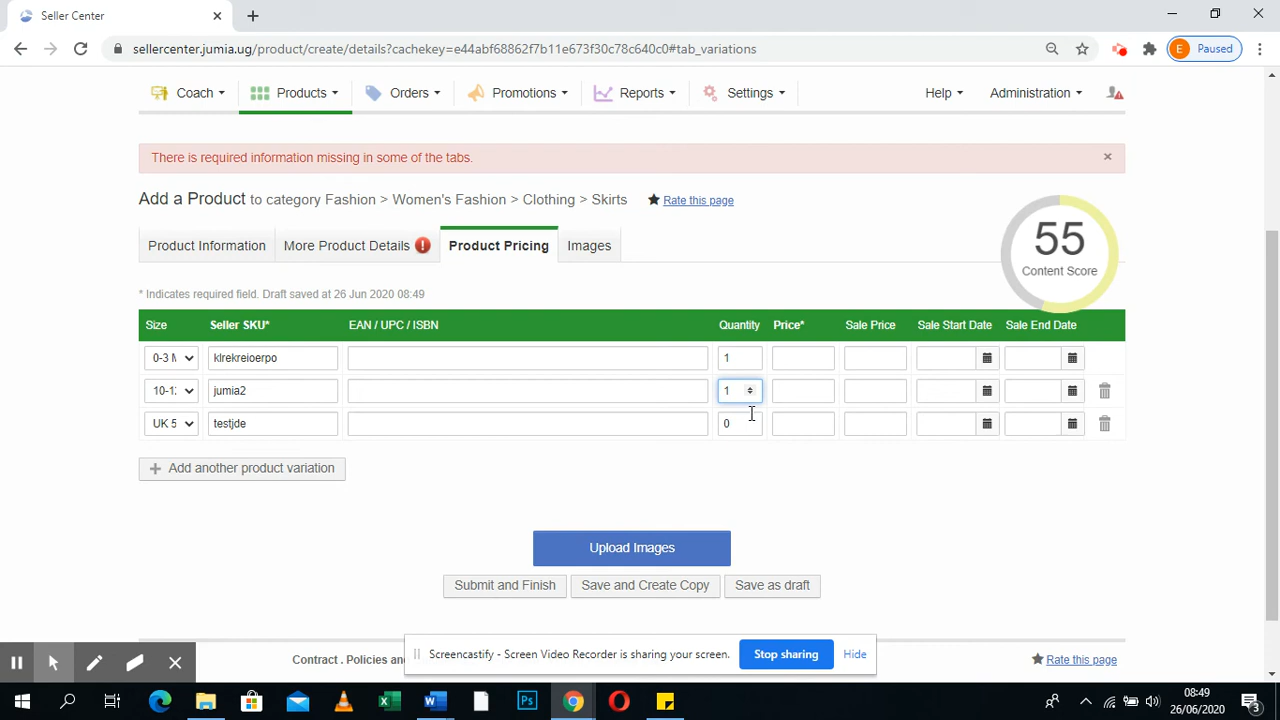 Seller Center
sellercenter.jumia.ug/product/create/details?cachekey=e44abf68862f7b11e673f30c78c640c0#tab_variations
E Paused
Coach Products Orders Promotions Reports Settings Help Administration
There is required information missing in some of the tabs. ×
Add a Product to category Fashion > Women's Fashion > Clothing > Skirts Rate this page
55
Content Score
Product Information More Product Details ! Product Pricing Images
* Indicates required field. Draft saved at 26 Jun 2020 08:49
Size Seller SKU* EAN / UPC / ISBN Quantity Price* Sale Price Sale Start Date Sale End Date
0-3 klrekreioerpo 1
10-1 jumia2 1
UK 5 testjde 0
+ Add another product variation
Upload Images
Submit and Finish Save and Create Copy Save as draft
Screencastify - Screen Video Recorder is sharing your screen. Stop sharing Hide
Contract . Policies Rate this page
08:49
26/06/2020
3